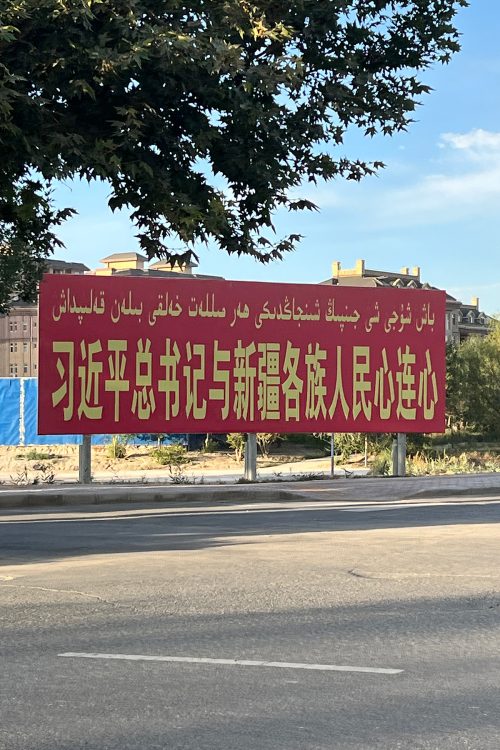 باش شۇجى شى جىنپىڭ شىنجاڭدىكى ھەر مىللەت خەلقى بىلەن قەلبداش
习近平总书记与新疆各族人民心连心